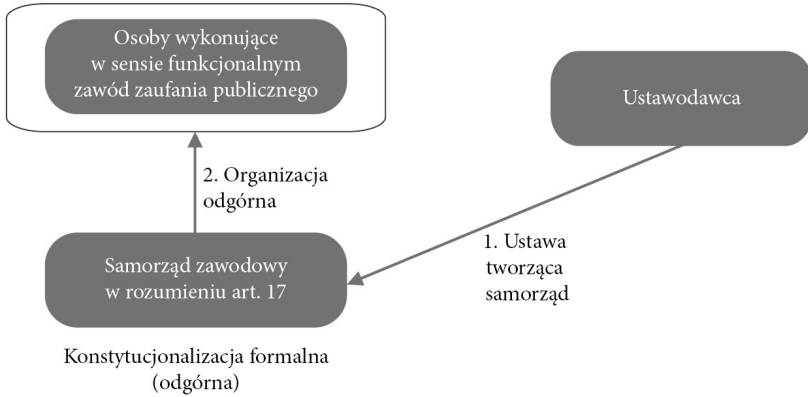 Osoby wykonujące
w sensie funkcjonalnym
zawód zaufania publicznego
Ustawodawca
2. Organizacja
odgórna
1. Ustawa
tworząca
samorząd
Samorząd zawodowy
w rozumieniu art. 17
Konstytucjonalizacja formalna
(odgórna)